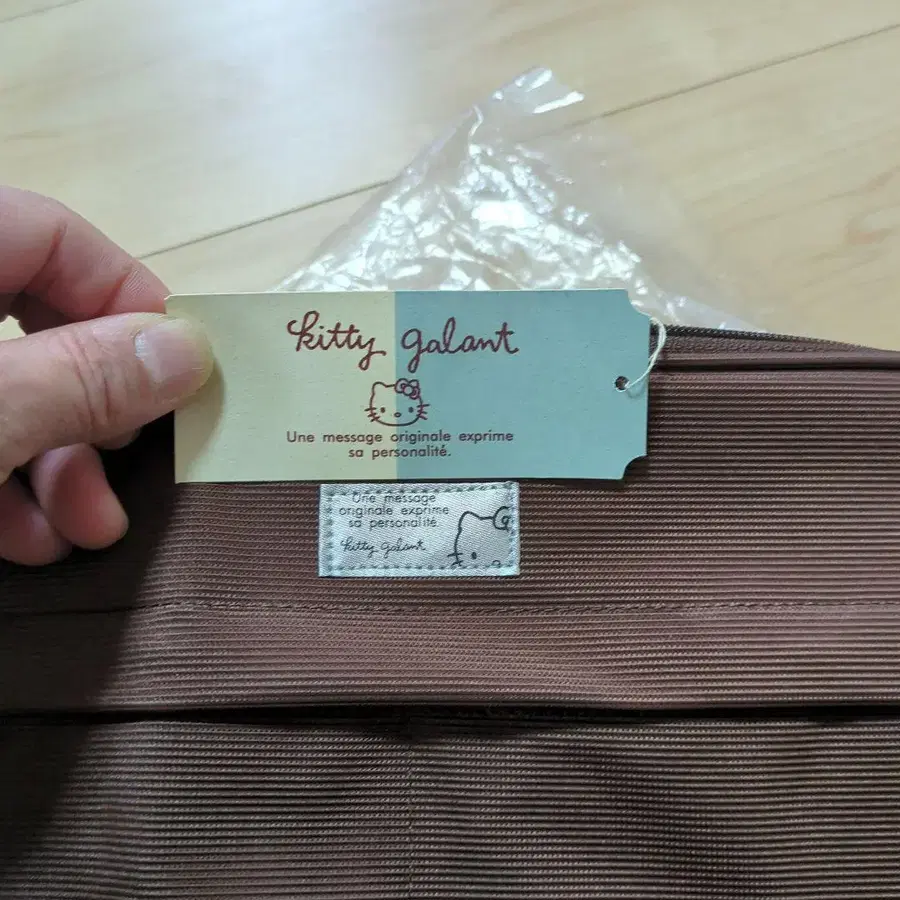 kitty galant
Une message originale exprime
sa personalité.
Une message
originale exprime
sa personalité
kitty galant